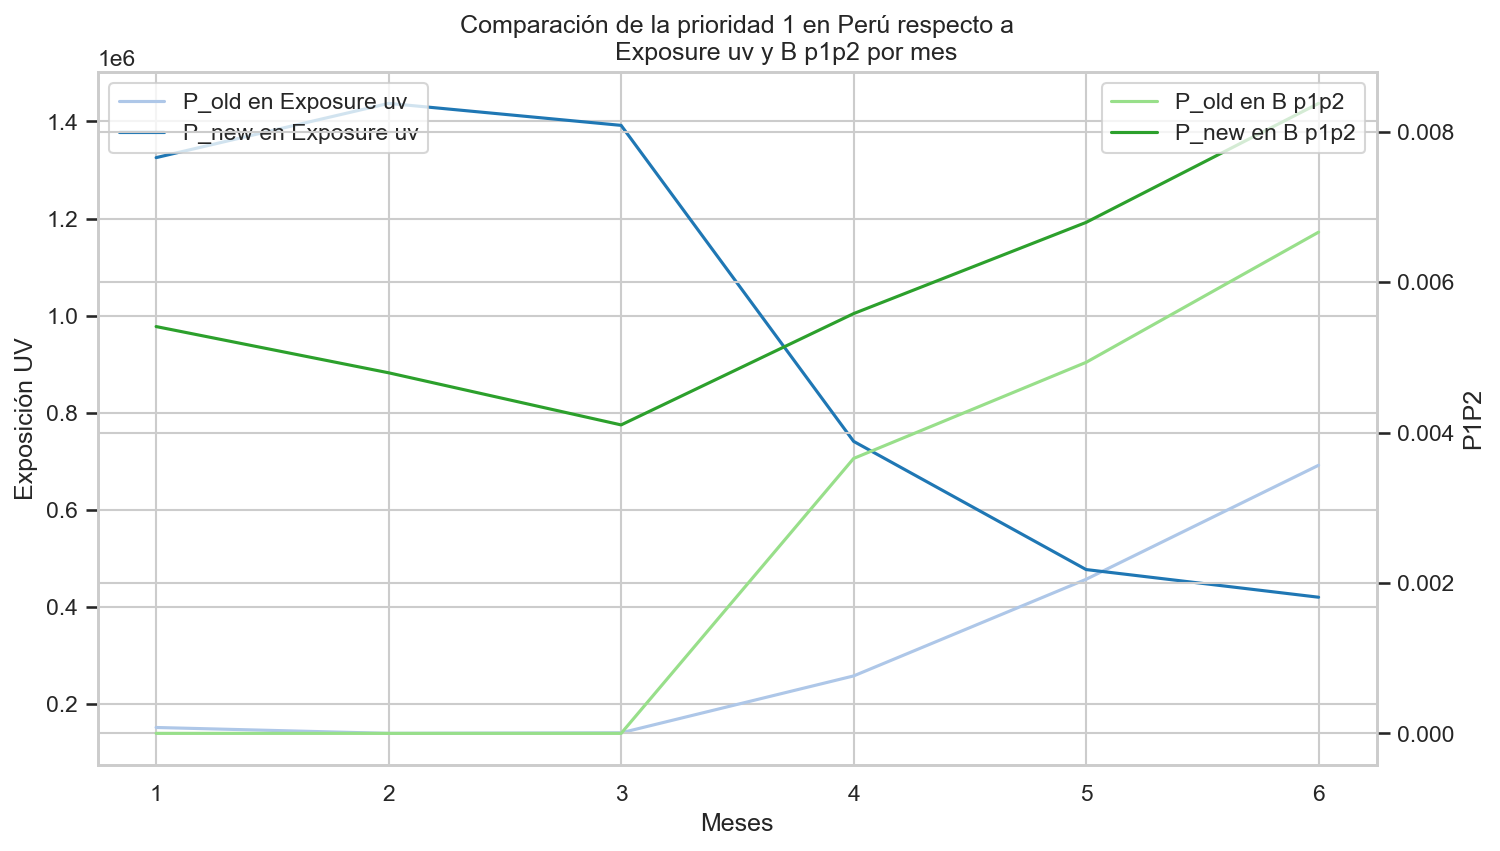 Comparación de la prioridad 1 en Perú respecto a
Exposure uv y B p1p2 por mes
1e6
P_old en Exposure uv
P_new en Exposure uv
P_old en B p1p2
P_new en B p1p2
1.4
1.2
1.0
0.8
0.6
0.4
0.2
Exposición UV
0.008
0.006
0.004
0.002
0.000
P1P2
1 2 3 4 5 6
Meses